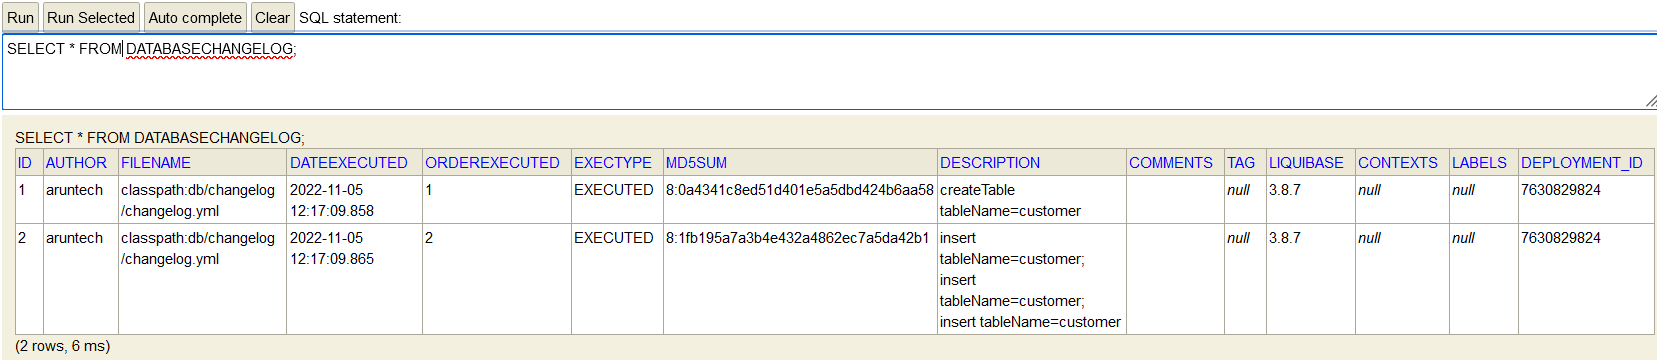 Run Run Selected Auto complete Clear SQL statement:
SELECT * FROM DATABASECHANGELOG;
SELECT * FROM DATABASECHANGELOG;
ID AUTHOR FILENAME DATEEXECUTED ORDEREXECUTED EXECTYPE MD5SUM DESCRIPTION COMMENTS TAG LIQUIBASE CONTEXTS LABELS DEPLOYMENT_ID
1 aruntech classpath:db/changelog 2022-11-05 1 EXECUTED 8:0a4341c8ed51d401e5a5dbd424b6aa58 createTable null 3.8.7 null null 7630829824
/changelog.yml 12:17:09.858 tableName=customer
2 aruntech classpath:db/changelog 2022-11-05 2 EXECUTED 8:1fb195a7a3b4e432a4862ec7a5da42b1 insert null 3.8.7 null null 7630829824
/changelog.yml 12:17:09.865 tableName=customer;
insert
tableName=customer;
insert tableName=customer
(2 rows, 6 ms)